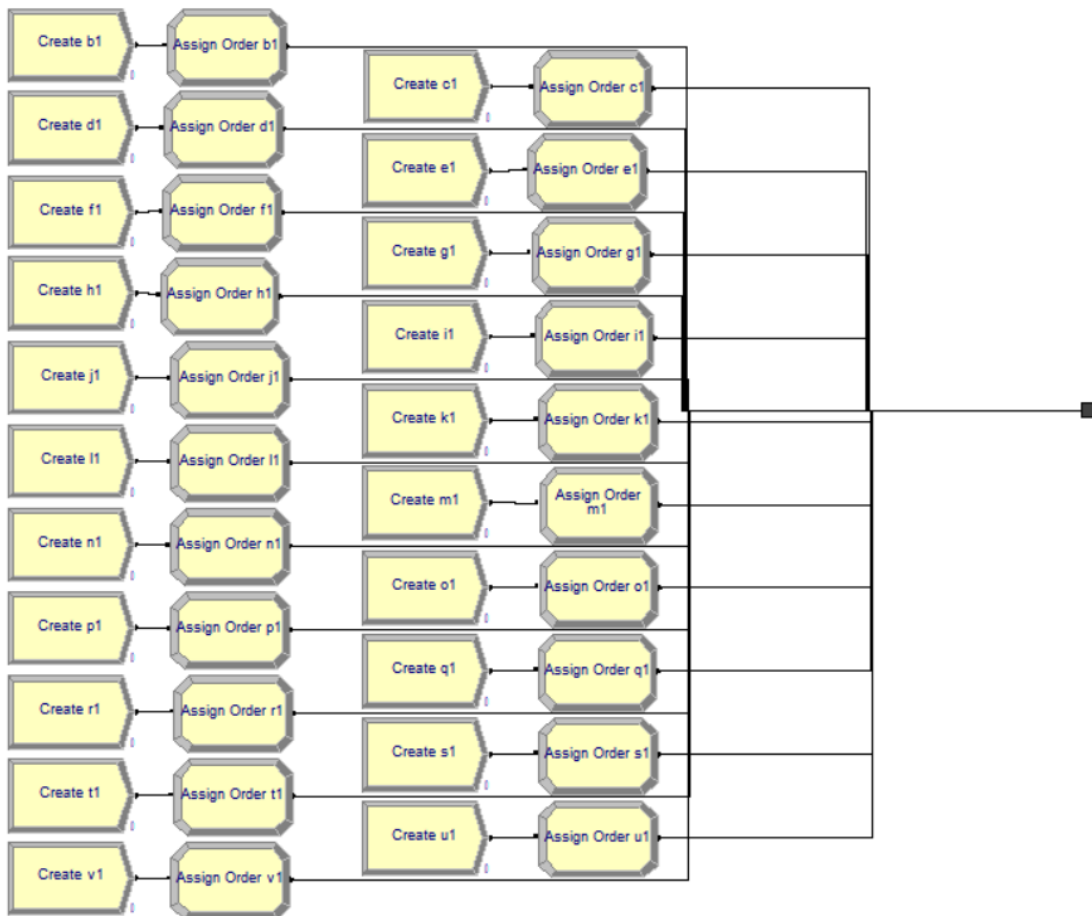 Create b1
Assign Order b1
Create c1
Assign Order c1
Create d1
Assign Order d1
Create e1
Assign Order e1
Create f1
Assign Order f1
Create g1
Assign Order g1
Create h1
Assign Order h1
Create i1
Assign Order i1
Create j1
Assign Order j1
Create k1
Assign Order k1
Create l1
Assign Order l1
Create m1
Assign Order
m1
Create n1
Assign Order n1
Create o1
Assign Order o1
Create p1
Assign Order p1
Create q1
Assign Order q1
Create r1
Assign Order r1
Create s1
Assign Order s1
Create t1
Assign Order t1
Create u1
Assign Order u1
Create v1
Assign Order v1